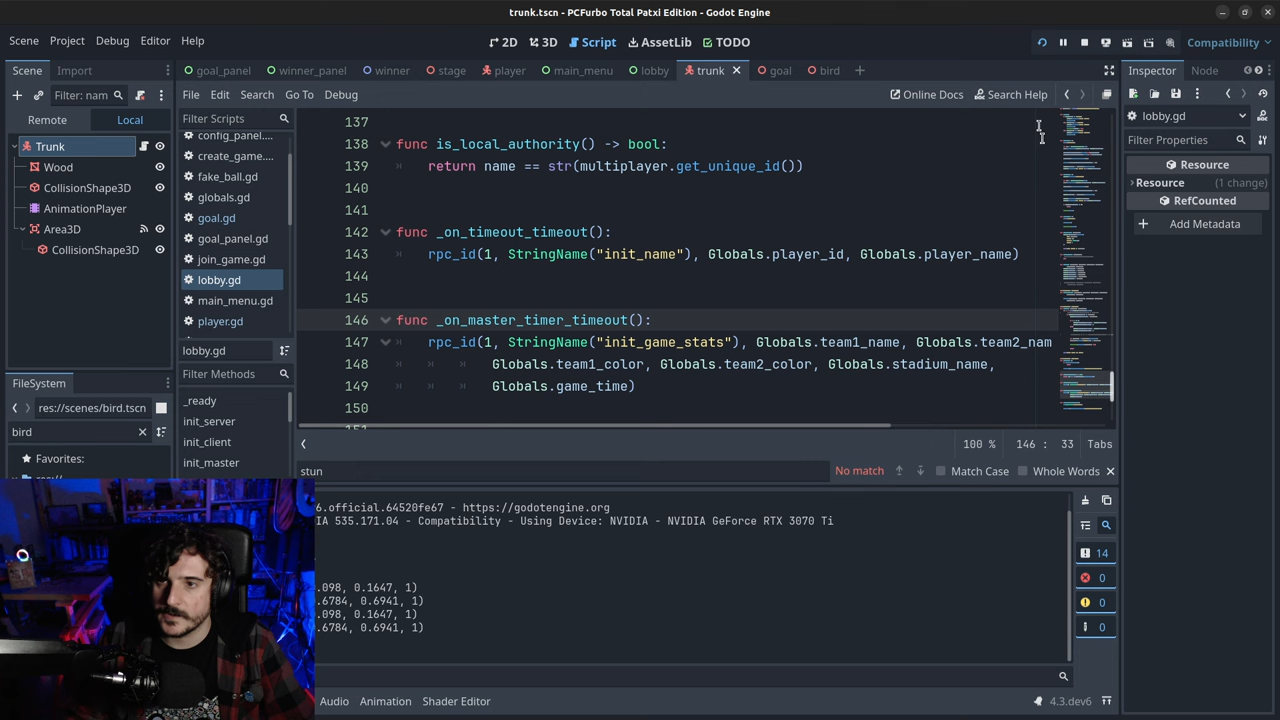 trunk.tscn - PCFurbo Total Patxi Edition - Godot Engine
Scene Project Debug Editor Help
2D 3D Script AssetLib TODO
Compatibility
Scene Import
goal_panel winner_panel winner stage player main_menu lobby trunk goal bird
Inspector Node
Filter: nam
File Edit Search Go To Debug
Online Docs Search Help
Remote Local
Filter Scripts
lobby.gd
Filter Properties
Trunk
Wood
CollisionShape3D
AnimationPlayer
Area3D
CollisionShape3D
config_panel....
create_game....
fake_ball.gd
globals.gd
goal.gd
goal_panel.gd
join_game.gd
lobby.gd
main_menu.gd
player.gd
lobby.gd
Filter Methods
_ready
init_server
init_client
init_master
137
138 func is_local_authority() -> bool:
139 return name == str(multiplayer.get_unique_id())
140
141
142 func _on_timeout_timeout():
143 rpc_id(1, StringName("init_name"), Globals.player_id, Globals.player_name)
144
145
146 func _on_master_timer_timeout():
147 rpc_id(1, StringName("init_game_stats"), Globals.team1_name, Globals.team2_nam
148 Globals.team1_color, Globals.team2_color, Globals.stadium_name,
149 Globals.game_time)
150
151
Resource
Resource (1 change)
RefCounted
Add Metadata
FileSystem
res://scenes/bird.tscn
bird
Favorites:
100 % 146 : 33 Tabs
stun
No match
Match Case Whole Words
6.official.64520fe67 - https://godotengine.org
IA 535.171.04 - Compatibility - Using Device: NVIDIA - NVIDIA GeForce RTX 3070 Ti
.098, 0.1647, 1)
.6784, 0.6941, 1)
.098, 0.1647, 1)
.6784, 0.6941, 1)
14
0
0
0
Audio Animation Shader Editor
4.3.dev6